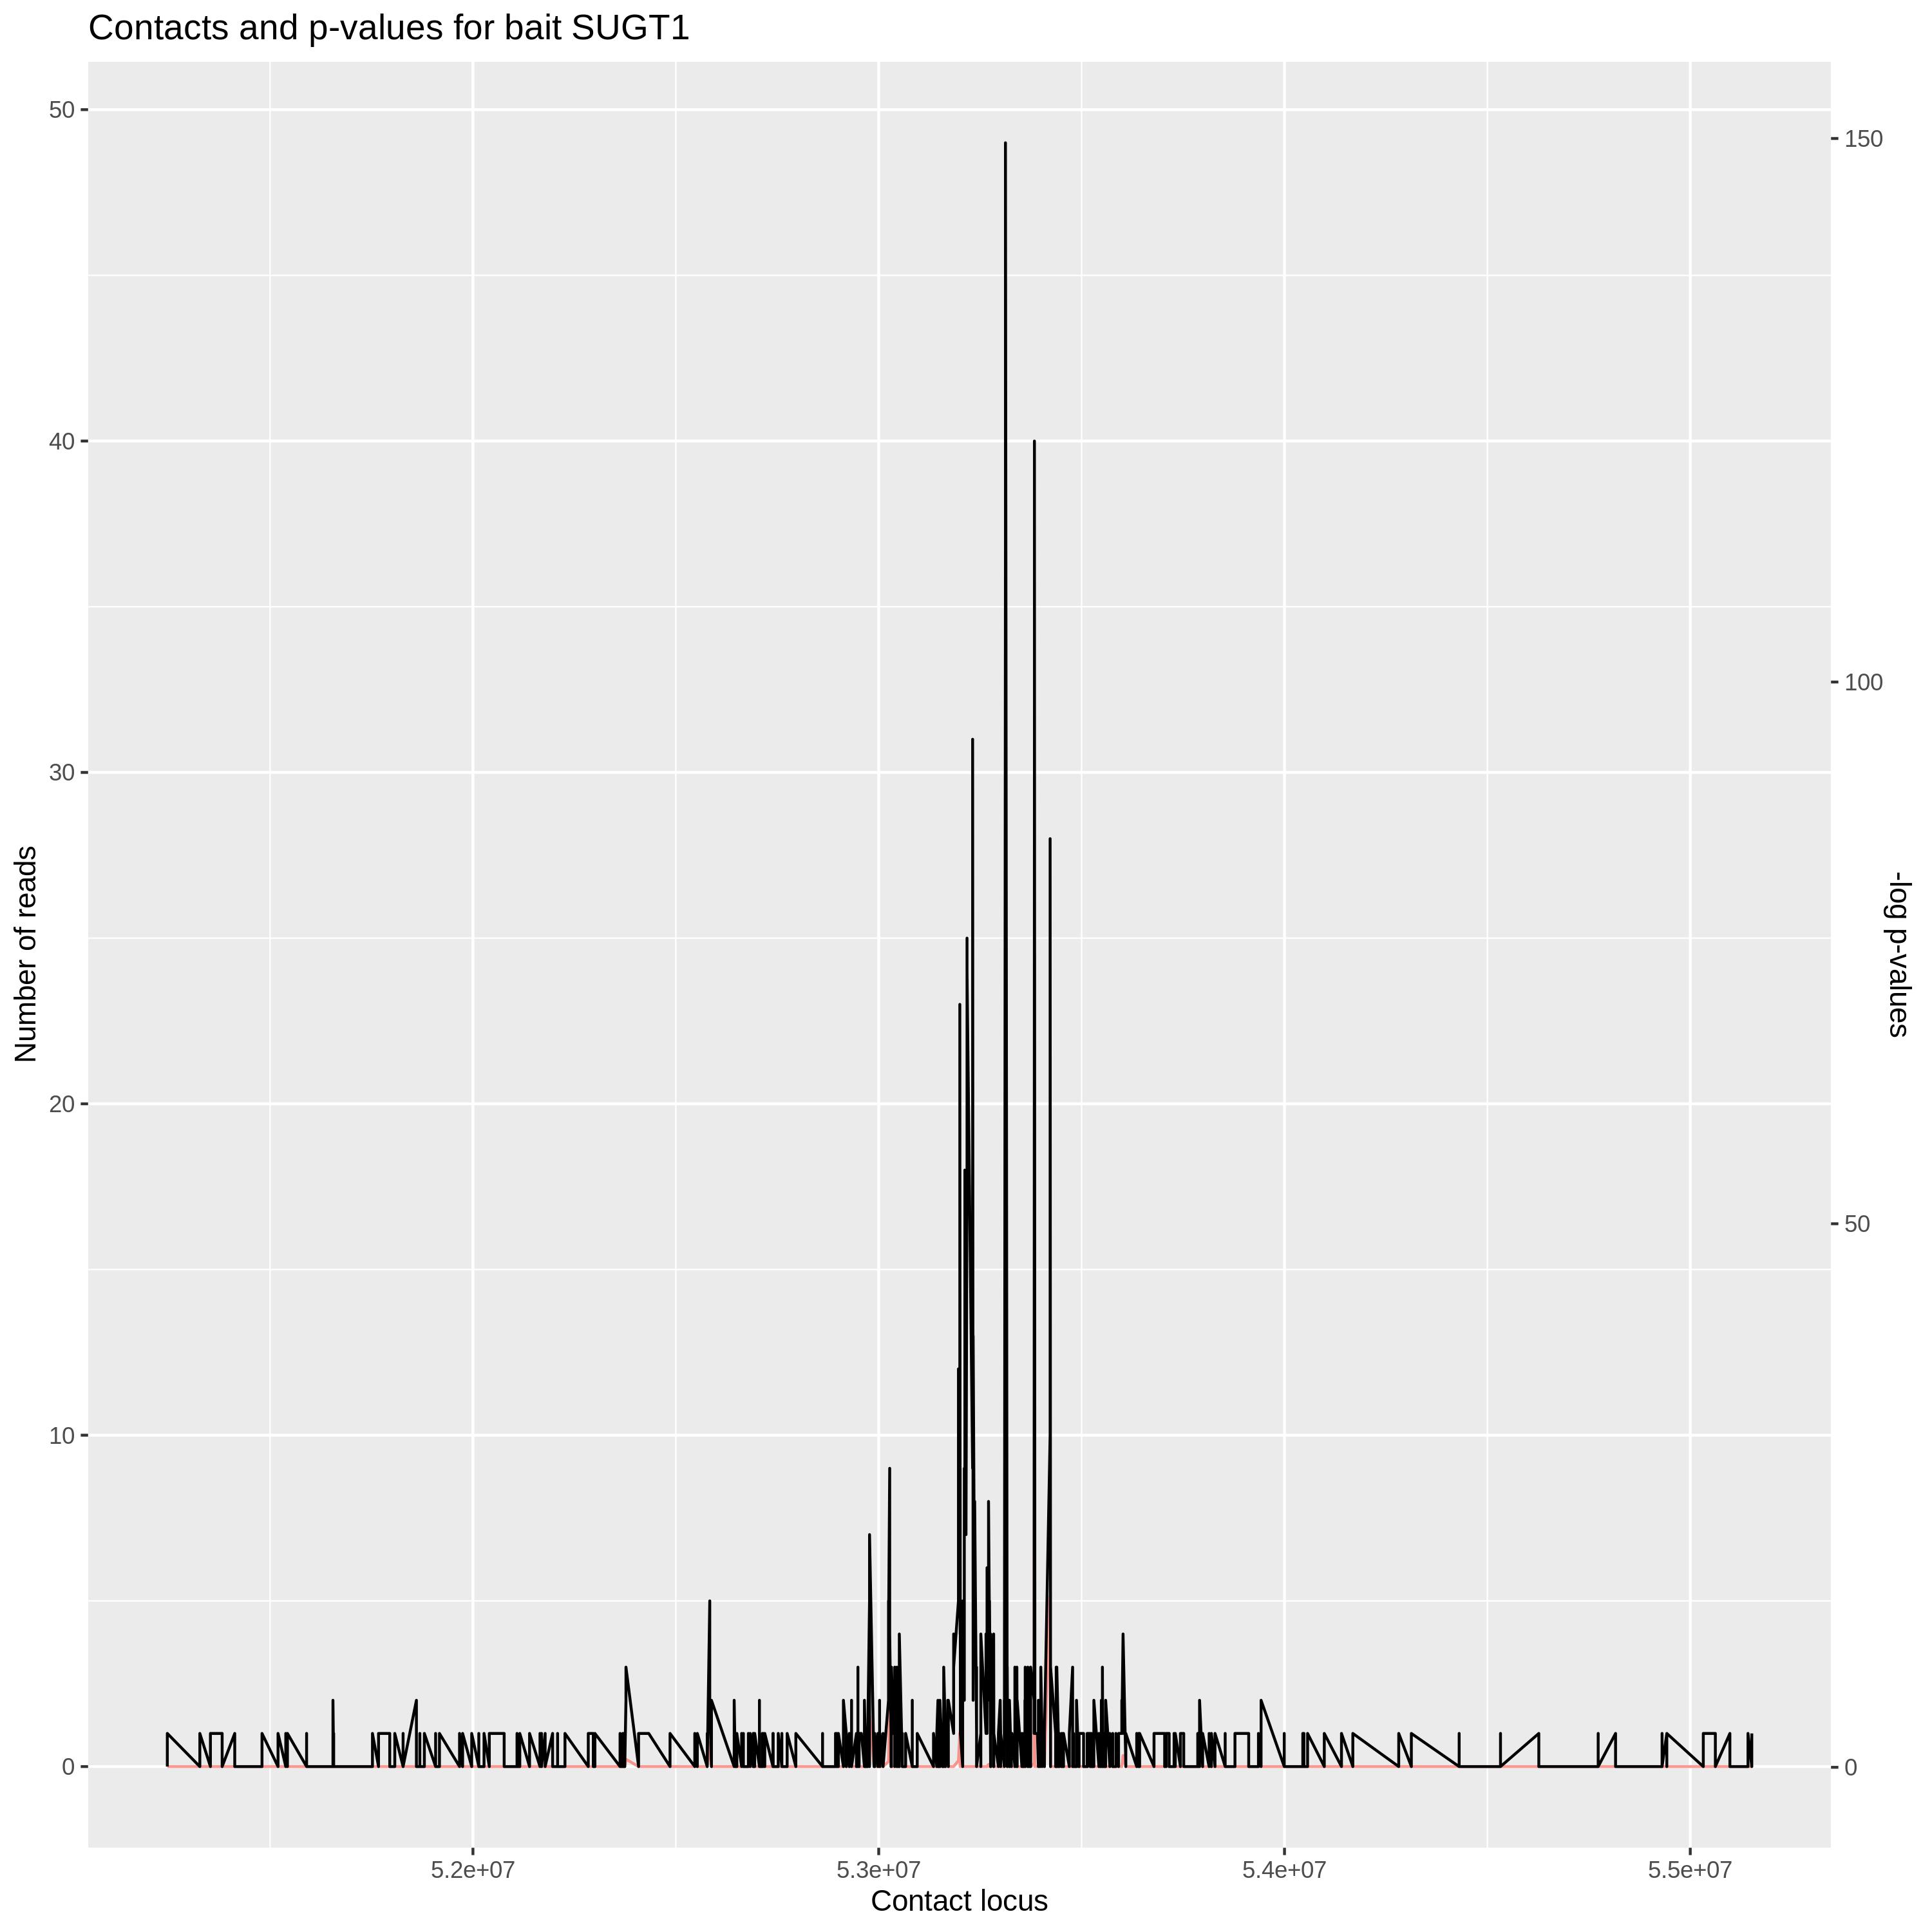 Contacts and p-values for bait SUGT1
50
40
30
20
10
0
Number of reads
150
100
50
0
-log p-values
5.2e+07
5.3e+07
5.4e+07
5.5e+07
Contact locus